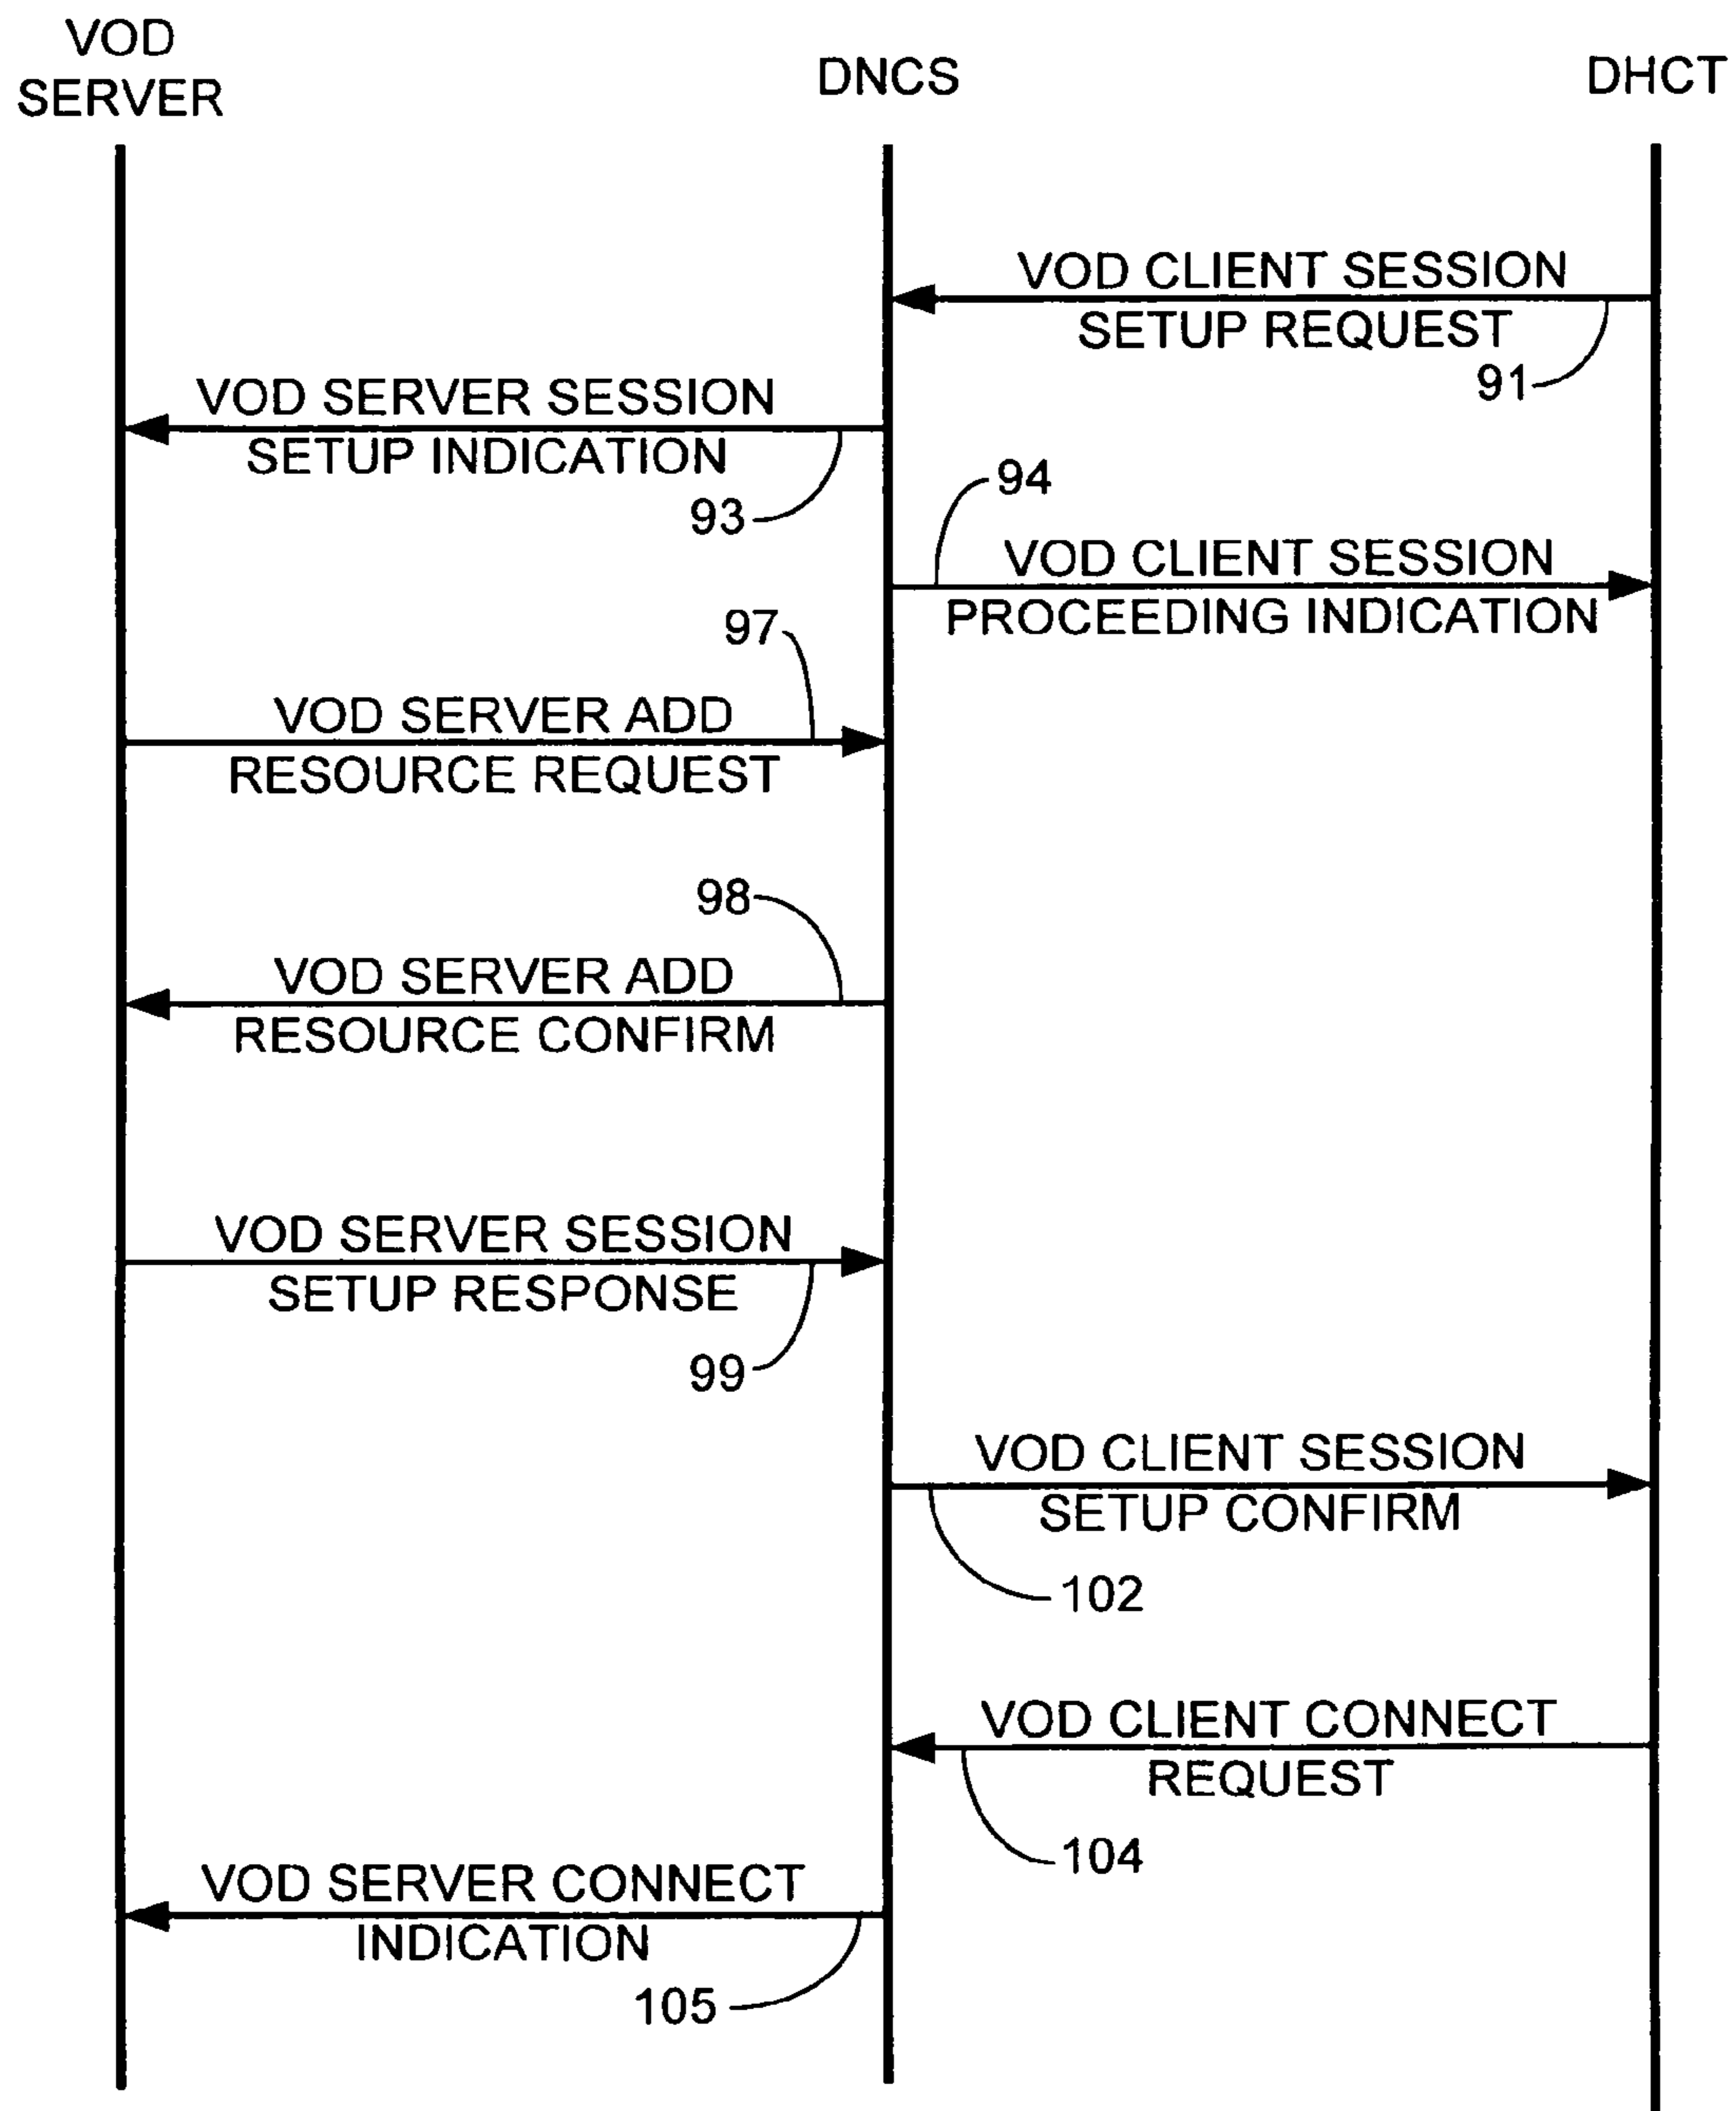 VOD
SERVER
DNCS
DHCT
VOD CLIENT SESSION
SETUP REQUEST
91
VOD SERVER SESSION
SETUP INDICATION
93
94
VOD CLIENT SESSION
PROCEEDING INDICATION
97
VOD SERVER ADD
RESOURCE REQUEST
98
VOD SERVER ADD
RESOURCE CONFIRM
VOD SERVER SESSION
SETUP RESPONSE
99
VOD CLIENT SESSION
SETUP CONFIRM
102
VOD CLIENT CONNECT
REQUEST
104
VOD SERVER CONNECT
INDICATION
105